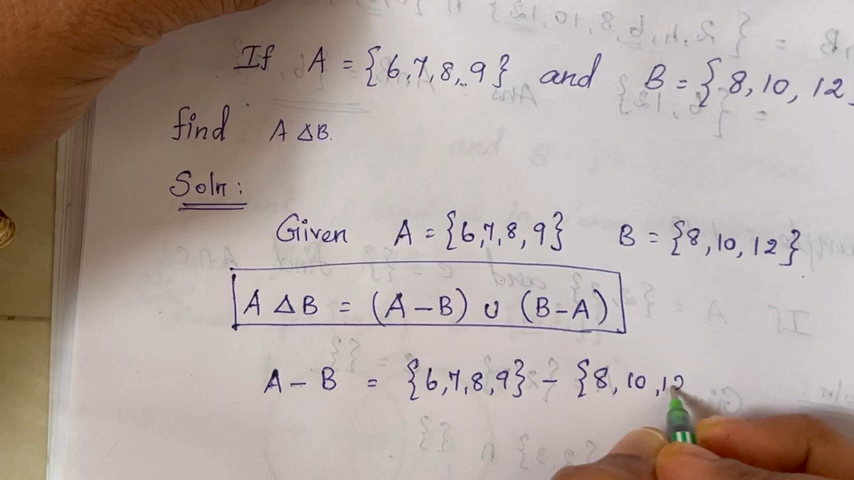 If A = {6,7,8,9} and B = {8,10,12
find A Δ B.
Soln:
Given A = {6,7,8,9} B = {8,10,12}
A Δ B = (A – B) ∪ (B – A)
A – B = {6,7,8,9} – {8,10,12